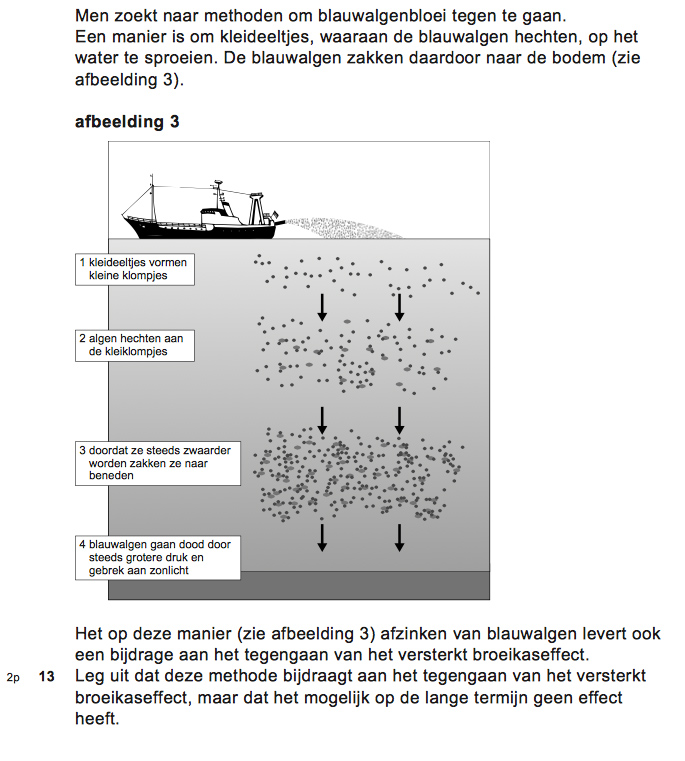 Men zoekt naar methoden om blauwalgenbloei tegen te gaan.
Een manier is om kleideeltjes, waaraan de blauwalgen hechten, op het
water te sproeien. De blauwalgen zakken daardoor naar de bodem (zie
afbeelding 3).
afbeelding 3
1 kleideeltjes vormen
kleine klompjes
2 algen hechten aan
de kleiklompjes
3 doordat ze steeds zwaarder
worden zakken ze naar
beneden
4 blauwalgen gaan dood door
steeds grotere druk en
gebrek aan zonlicht
Het op deze manier (zie afbeelding 3) afzinken van blauwalgen levert ook
een bijdrage aan het tegengaan van het versterkt broeikaseffect.
2p 13 Leg uit dat deze methode bijdraagt aan het tegengaan van het versterkt
broeikaseffect, maar dat het mogelijk op de lange termijn geen effect
heeft.